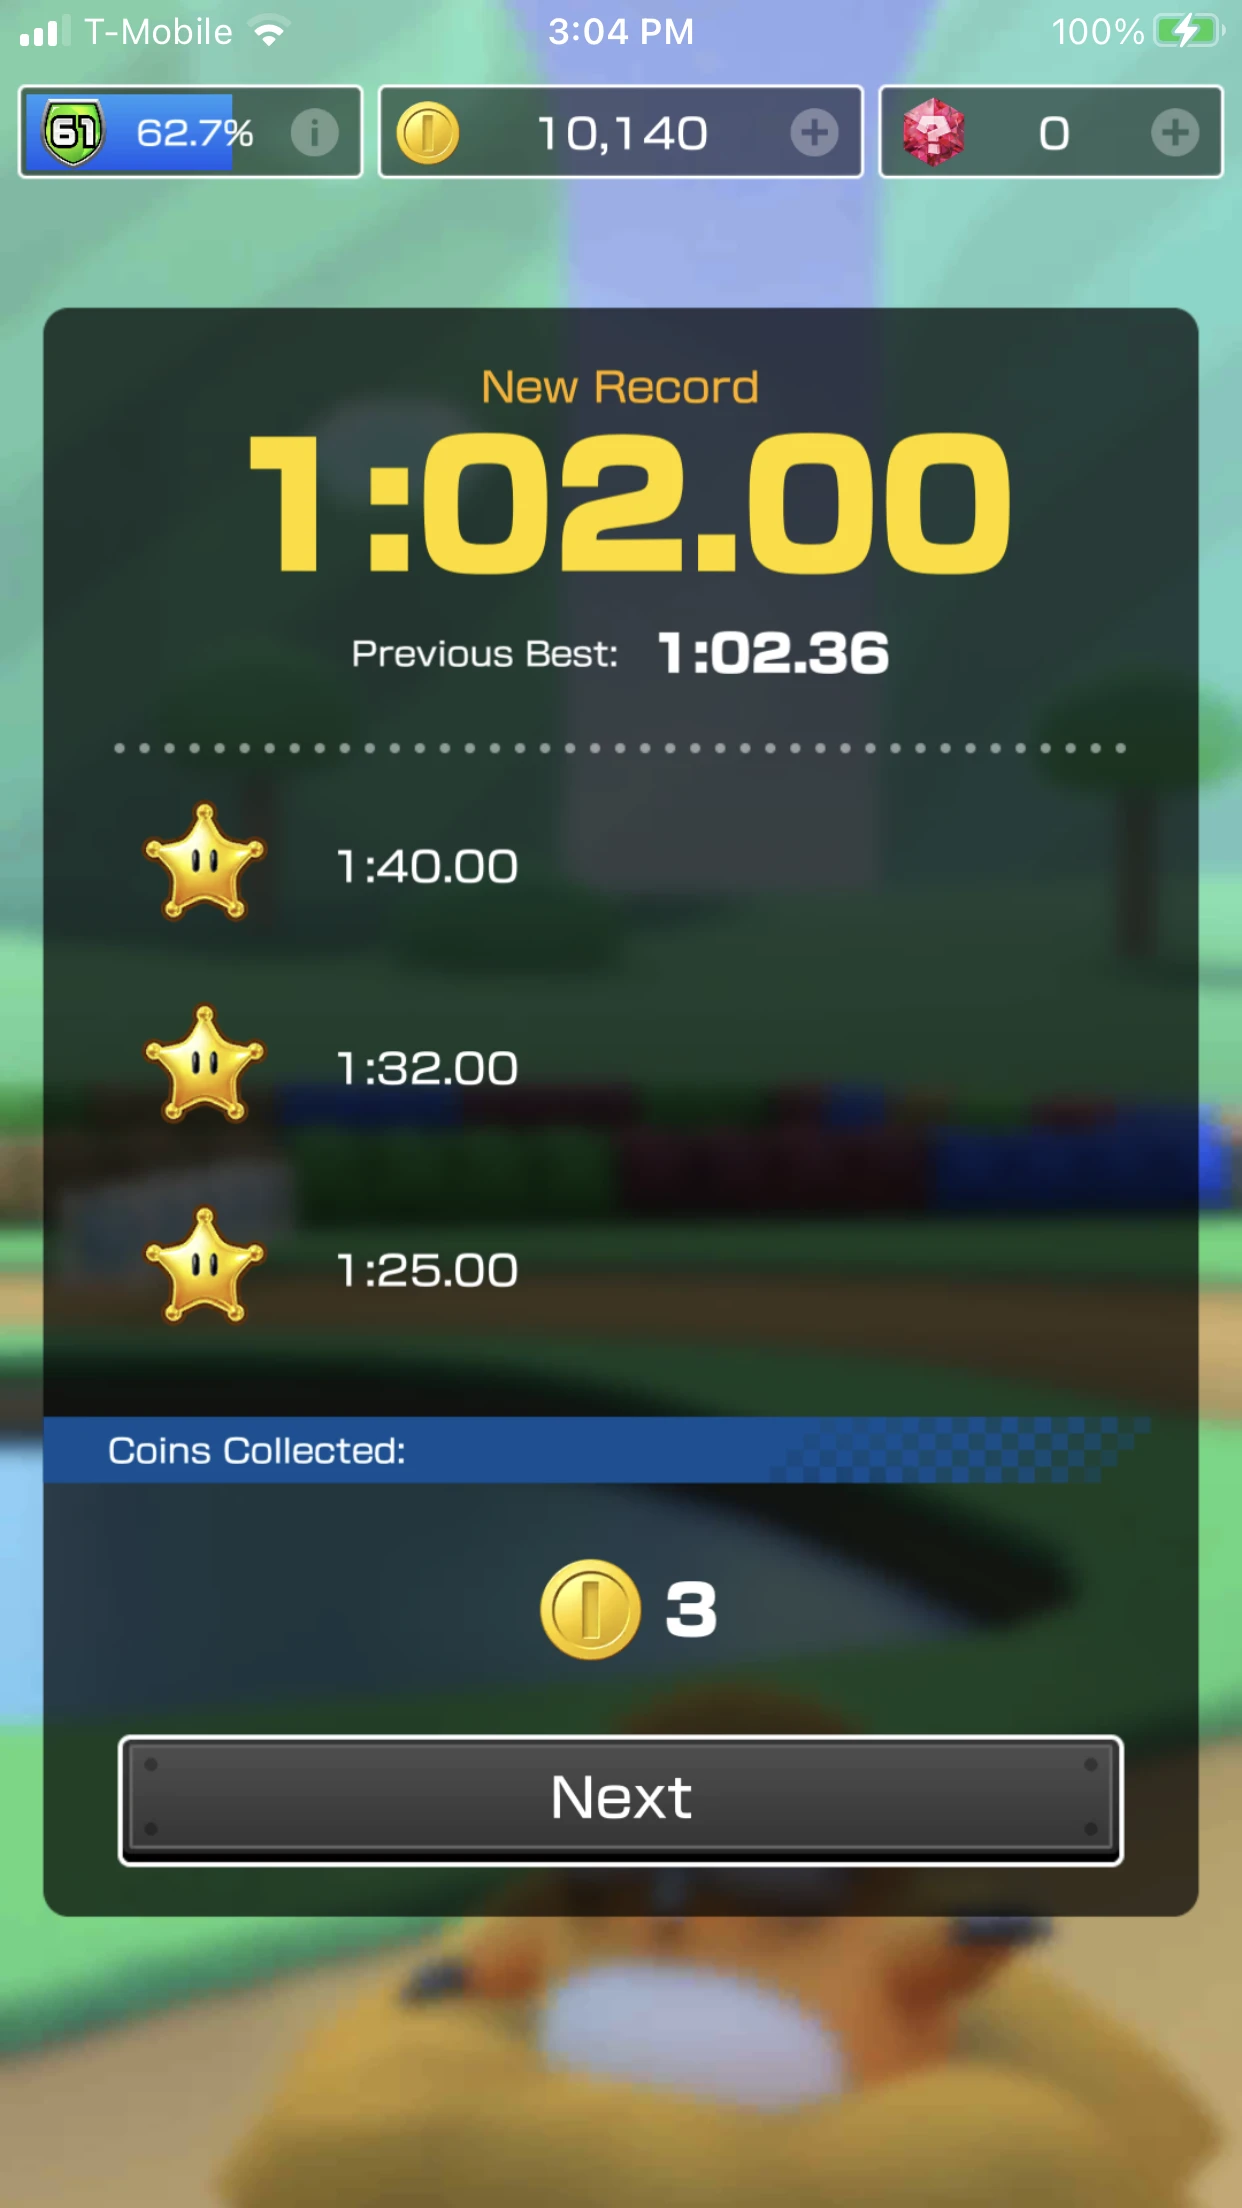 T-Mobile 3:04 PM 100%
61 62.7% i 10,140 + ? 0 +
New Record
1:02.00
Previous Best: 1:02.36
1:40.00
1:32.00
1:25.00
Coins Collected:
3
Next